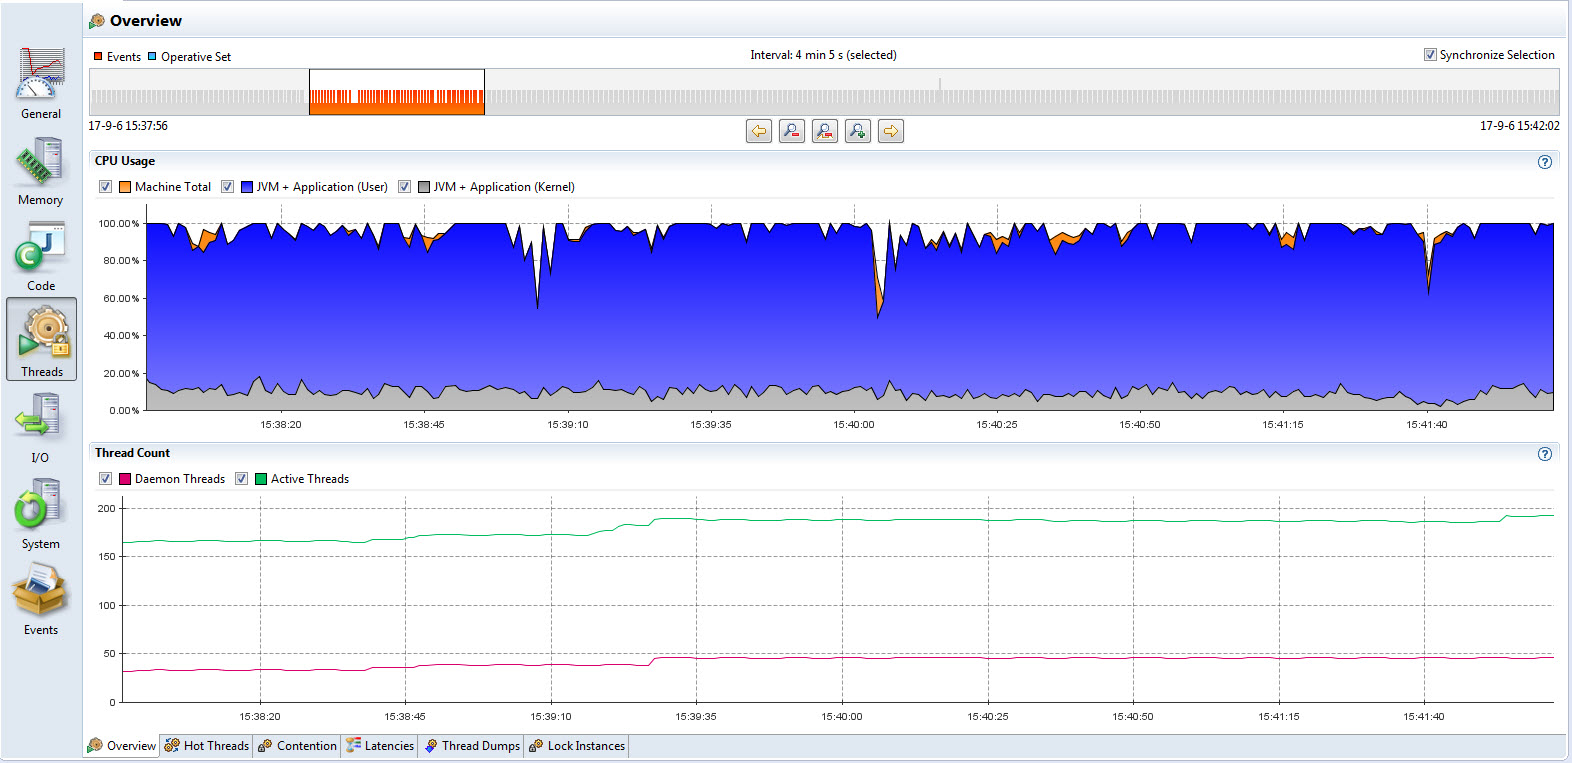 Overview
Events Operative Set
Interval: 4 min 5 s (selected)
Synchronize Selection
17-9-6 15:37:56
17-9-6 15:42:02
General
Memory
Code
Threads
I/O
System
Events
CPU Usage
Machine Total JVM + Application (User) JVM + Application (Kernel)
100.00%
80.00%
60.00%
40.00%
20.00%
0.00%
15:38:20 15:38:45 15:39:10 15:39:35 15:40:00 15:40:25 15:40:50 15:41:15 15:41:40
Thread Count
Daemon Threads Active Threads
200
150
100
50
0
15:38:20 15:38:45 15:39:10 15:39:35 15:40:00 15:40:25 15:40:50 15:41:15 15:41:40
Overview Hot Threads Contention Latencies Thread Dumps Lock Instances